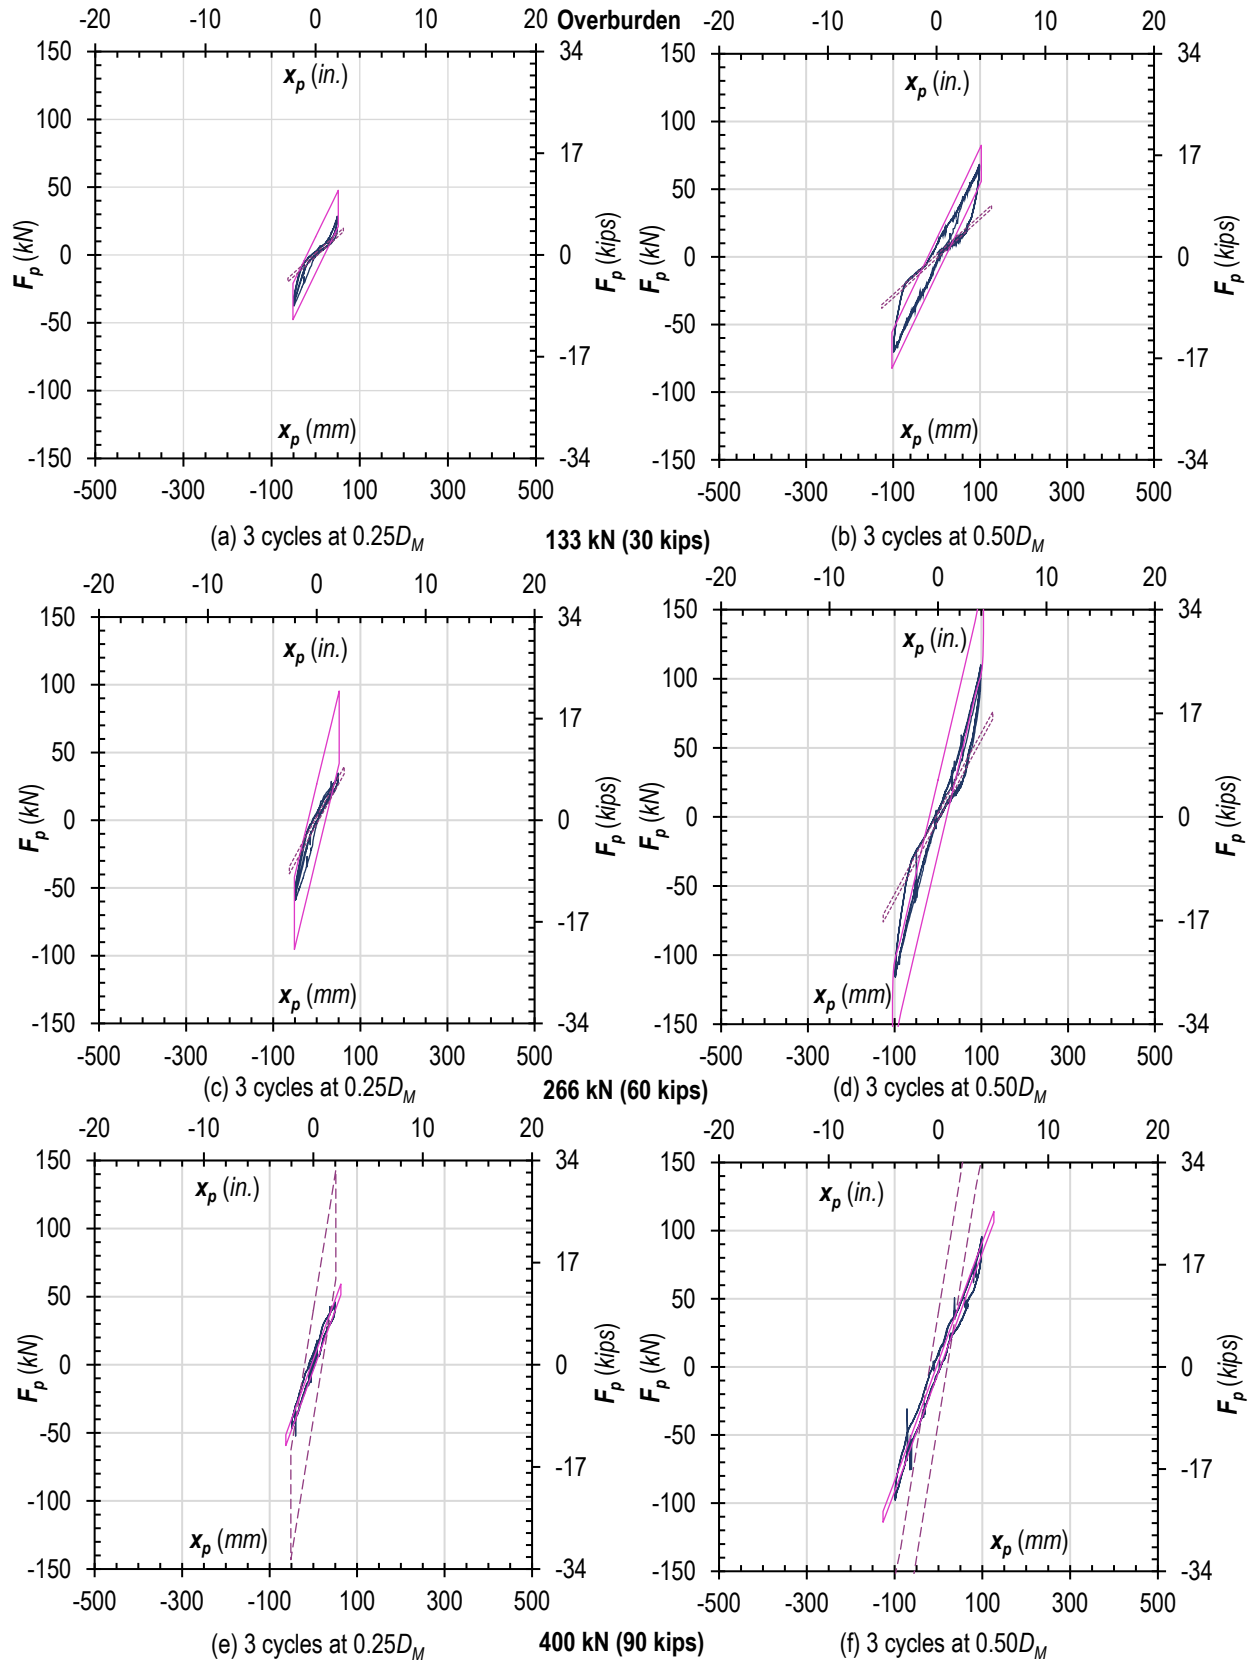 -20 -10 0 Overburden 10 20 -20 -10 0 10 20
150 34 150 34
x_p (in.) x_p (in.)
100 17 100 17
50 50
F_p (kN) 0 0 F_p (kips) F_p (kN) 0 0 F_p (kips)
-50 -50
-100 -17 -100 -17
x_p (mm) x_p (mm)
-150 -34 -150 -34
-500 -300 -100 100 300 500 -500 -300 -100 100 300 500
(a) 3 cycles at 0.25D_M 133 kN (30 kips) (b) 3 cycles at 0.50D_M
-20 -10 0 10 20 -20 -10 0 10 20
150 34 150 34
x_p (in.) x_p (in.)
100 17 100 17
50 50
F_p (kN) 0 0 F_p (kips) F_p (kN) 0 0 F_p (kips)
-50 -50
-100 -17 -100 -17
x_p (mm) x_p (mm)
-150 -34 -150 -34
-500 -300 -100 100 300 500 -500 -300 -100 100 300 500
(c) 3 cycles at 0.25D_M 266 kN (60 kips) (d) 3 cycles at 0.50D_M
-20 -10 0 10 20 -20 -10 0 10 20
150 34 150 34
x_p (in.) x_p (in.)
100 17 100 17
50 50
F_p (kN) 0 0 F_p (kips) F_p (kN) 0 0 F_p (kips)
-50 -50
-100 -17 -100 -17
x_p (mm) x_p (mm)
-150 -34 -150 -34
-500 -300 -100 100 300 500 -500 -300 -100 100 300 500
(e) 3 cycles at 0.25D_M 400 kN (90 kips) (f) 3 cycles at 0.50D_M